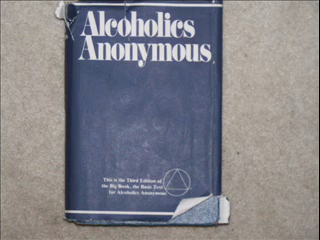 Alcoholics
Anonymous
This is the Third Edition of
the Big Book, the Basic Text
for Alcoholics Anonymous